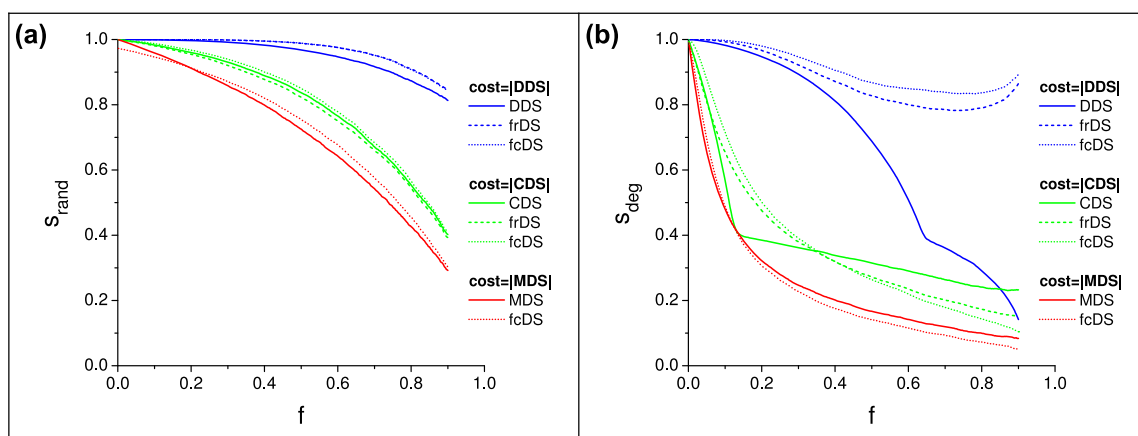 (a)
1.0
0.8
0.6
0.4
0.2
0.0
s_rand
0.0 0.2 0.4 0.6 0.8 1.0
f
cost=|DDS|
DDS
frDS
fcDS
cost=|CDS|
CDS
frDS
fcDS
cost=|MDS|
MDS
fcDS
(b)
1.0
0.8
0.6
0.4
0.2
0.0
s_deg
0.0 0.2 0.4 0.6 0.8 1.0
f
cost=|DDS|
DDS
frDS
fcDS
cost=|CDS|
CDS
frDS
fcDS
cost=|MDS|
MDS
fcDS